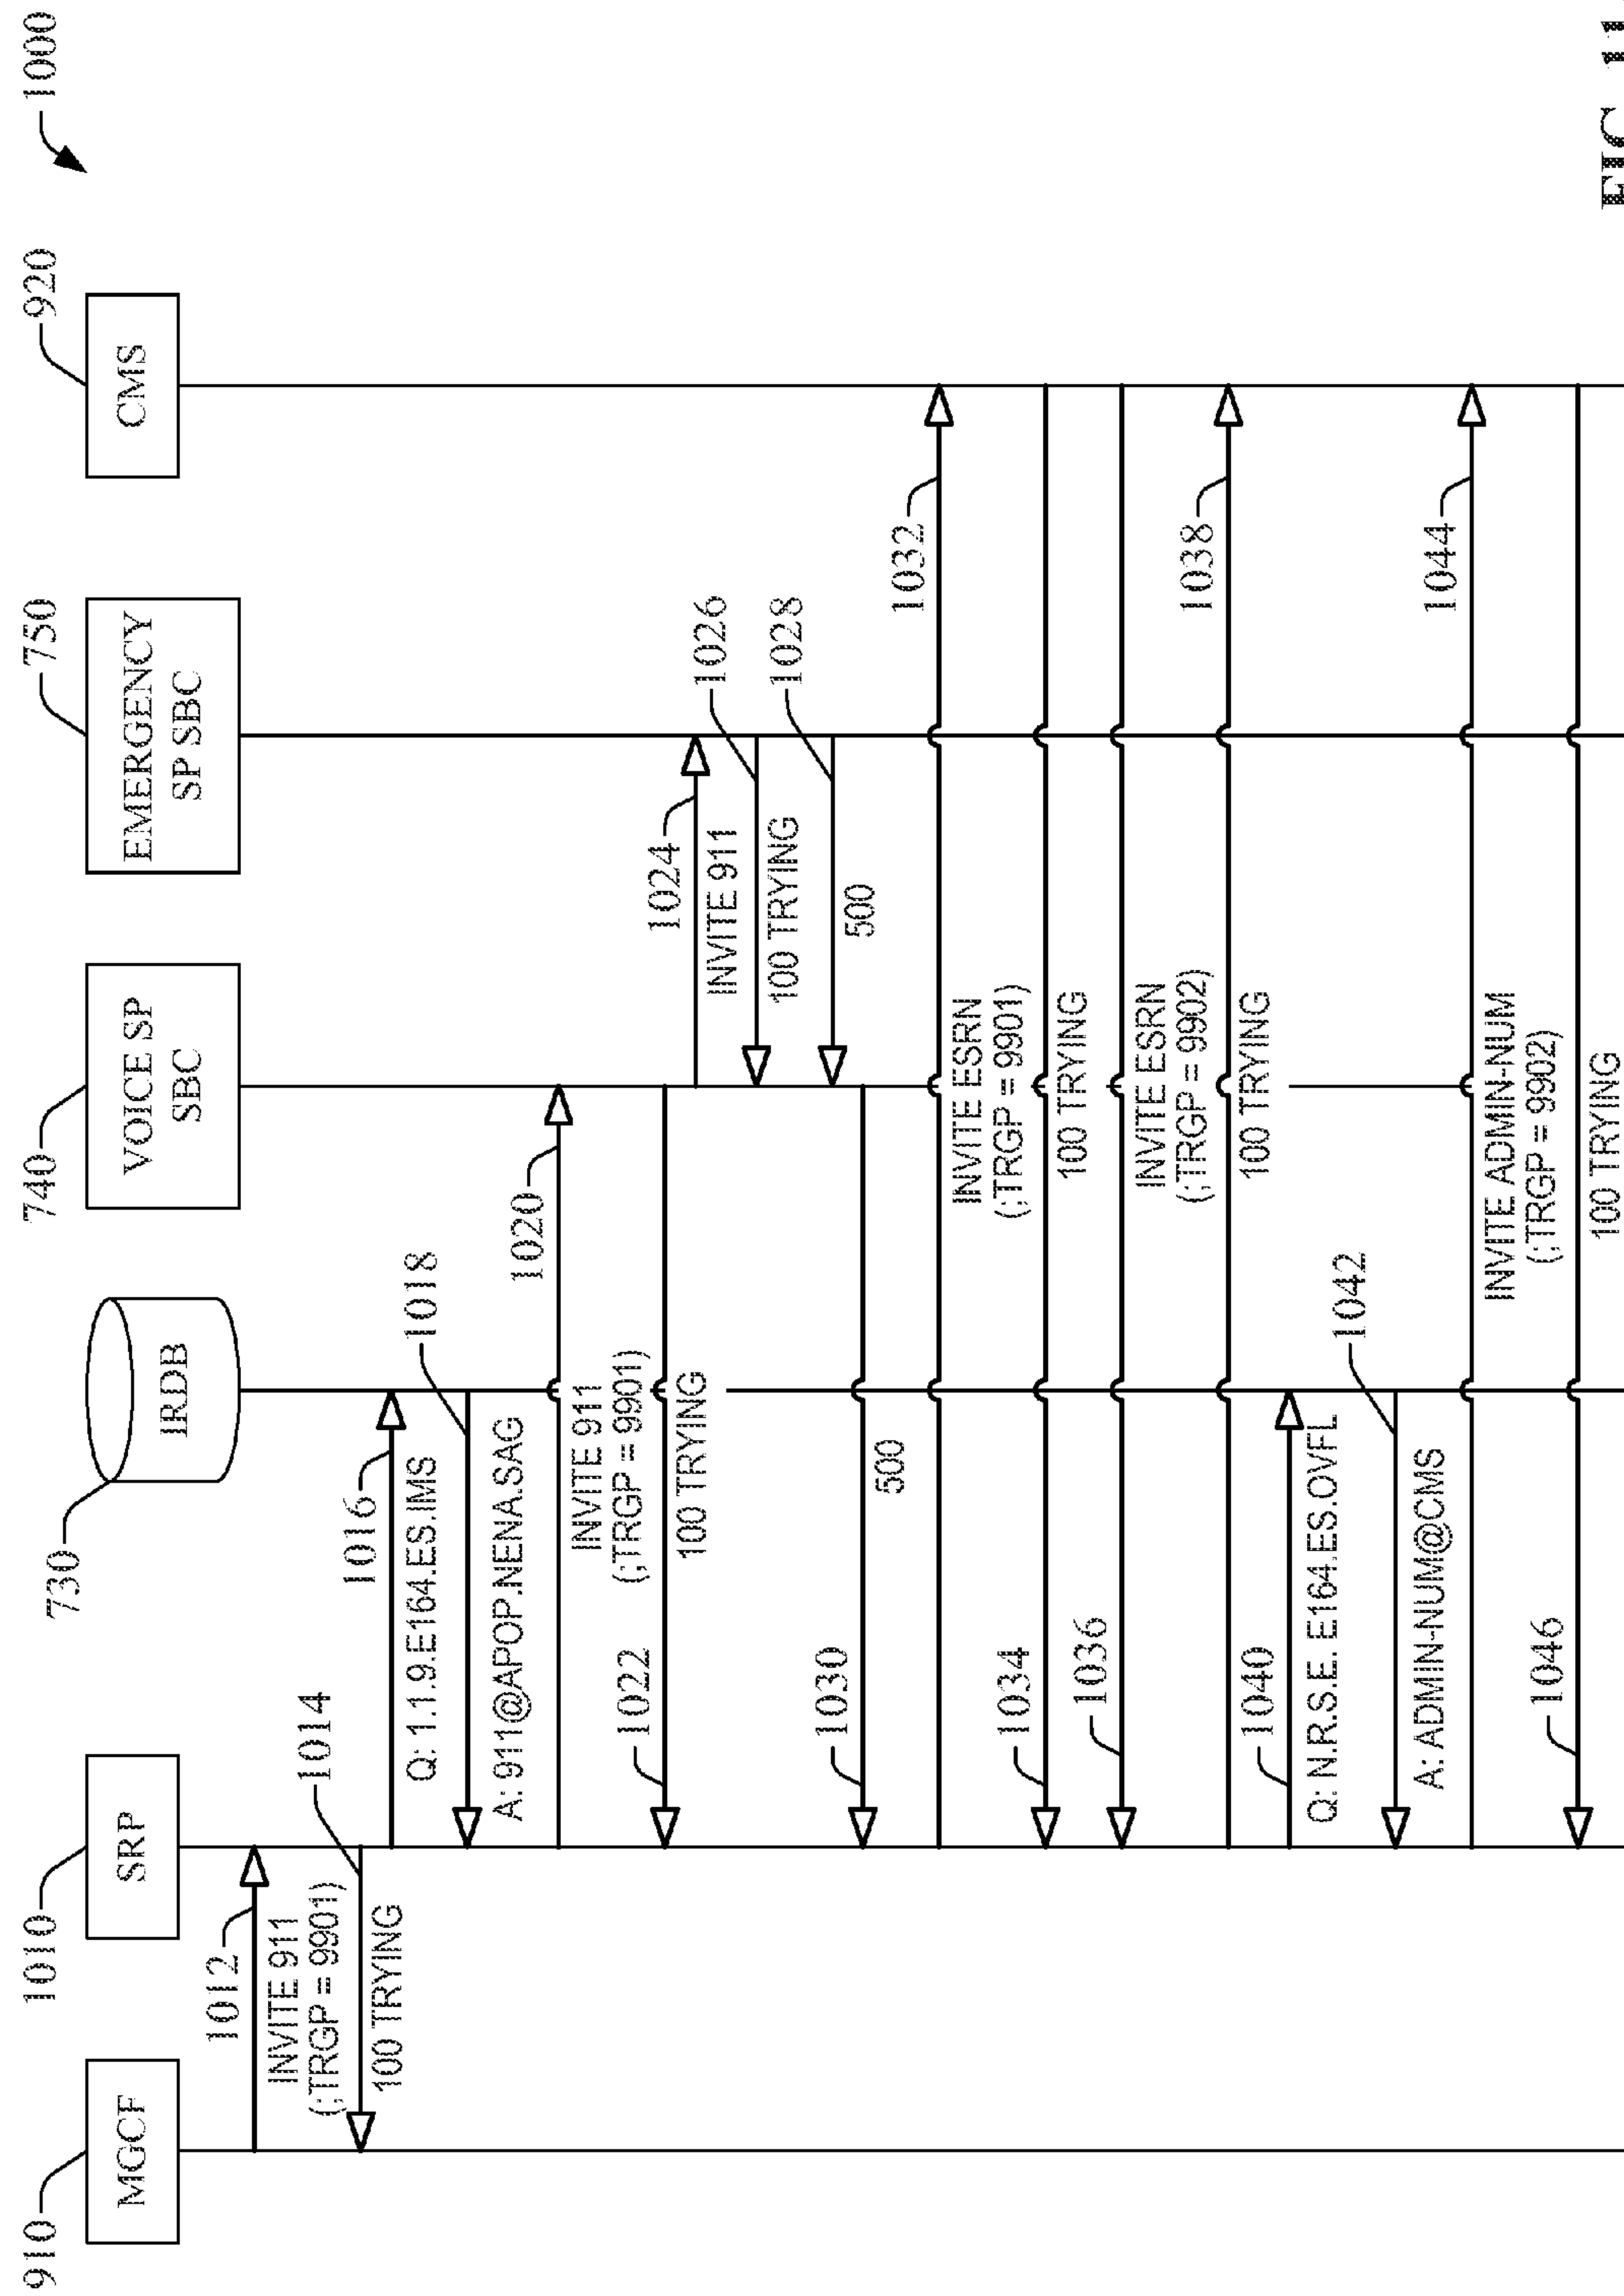 1000
910
MGCF
1010
SRP
730
IRDB
740
VOICE SP
SBC
750
EMERGENCY
SP SBC
920
CMS
1012
INVITE 911
(;TRGP = 9901)
1014
100 TRYING
1016
Q: 1.1.9.E164.ES.IMS
1018
A: 911@APOP.NENA.SAG
1020
INVITE 911
(;TRGP = 9901)
1022
100 TRYING
1024
INVITE 911
1026
100 TRYING
1028
500
1030
500
1032
INVITE ESRN
(;TRGP = 9901)
1034
100 TRYING
1036
INVITE ESRN
(;TRGP = 9902)
1038
100 TRYING
1040
Q: N.R.S.E. E164.ES.OVFL
1042
A: ADMIN-NUM@CMS
1044
INVITE ADMIN-NUM
(;TRGP = 9902)
1046
100 TRYING